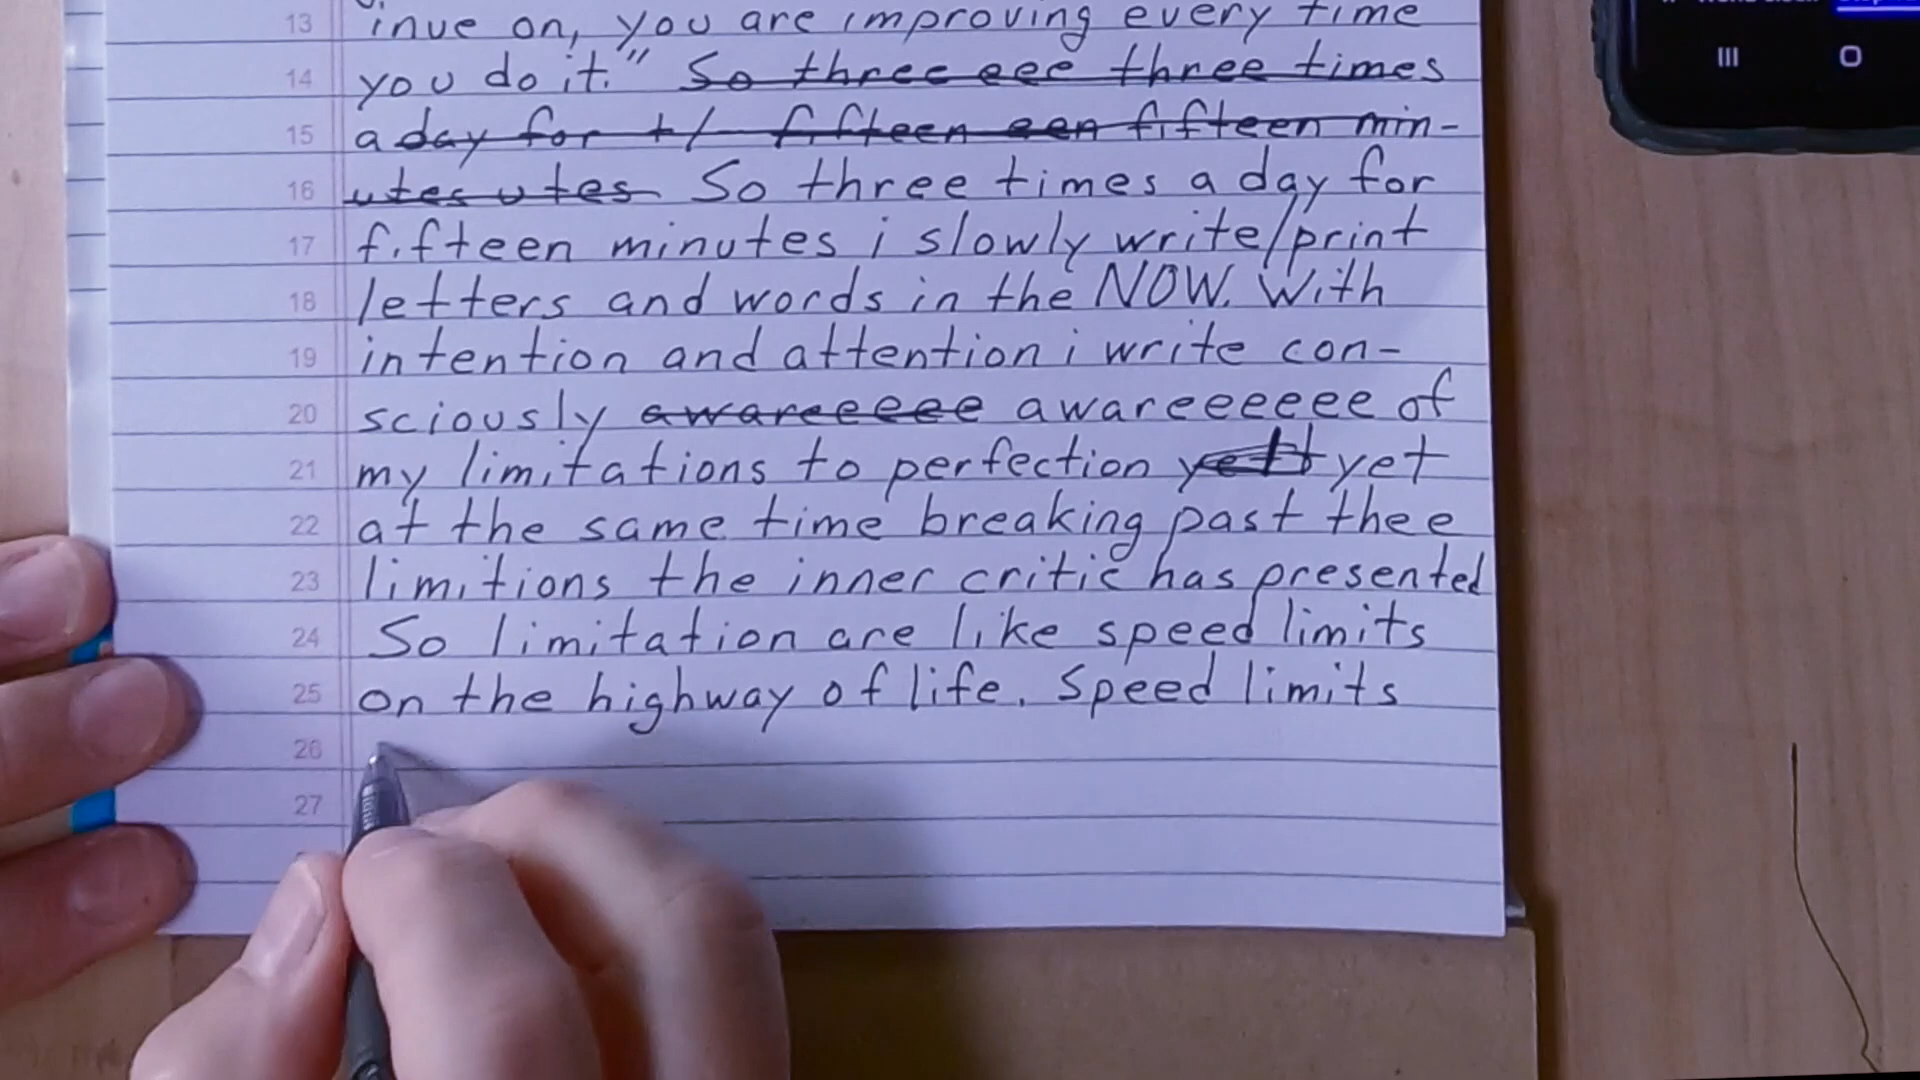 13 inue on, you are improving every time
14 you do it." So three eee three times
15 a day for +/- fifteen een fifteen min-
16 utes utes So three times a day for
17 fifteen minutes i slowly write/print
18 letters and words in the NOW. With
19 intention and attention i write con-
20 sciously awareeeee awareeeeee of
21 my limitations to perfection yett yet
22 at the same time breaking past thee
23 limitions the inner critic has presented
24 So limitation are like speed limits
25 on the highway of life. Speed limits
26
27